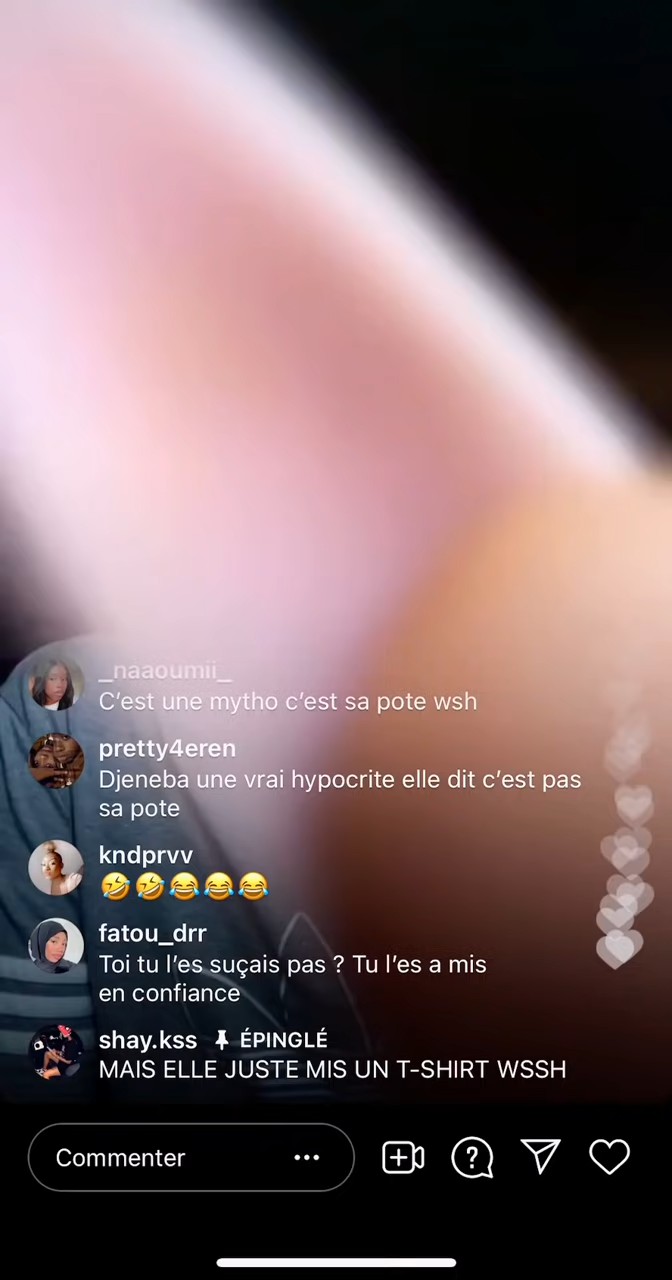 _naaoumii_
C'est une mytho c'est sa pote wsh
pretty4eren
Djeneba une vrai hypocrite elle dit c'est pas
sa pote
kndprvv
🤣🤣😂😂😂
fatou_drr
Toi tu l'es suçais pas ? Tu l'es a mis
en confiance
shay.kss ÉPINGLÉ
MAIS ELLE JUSTE MIS UN T-SHIRT WSSH
Commenter